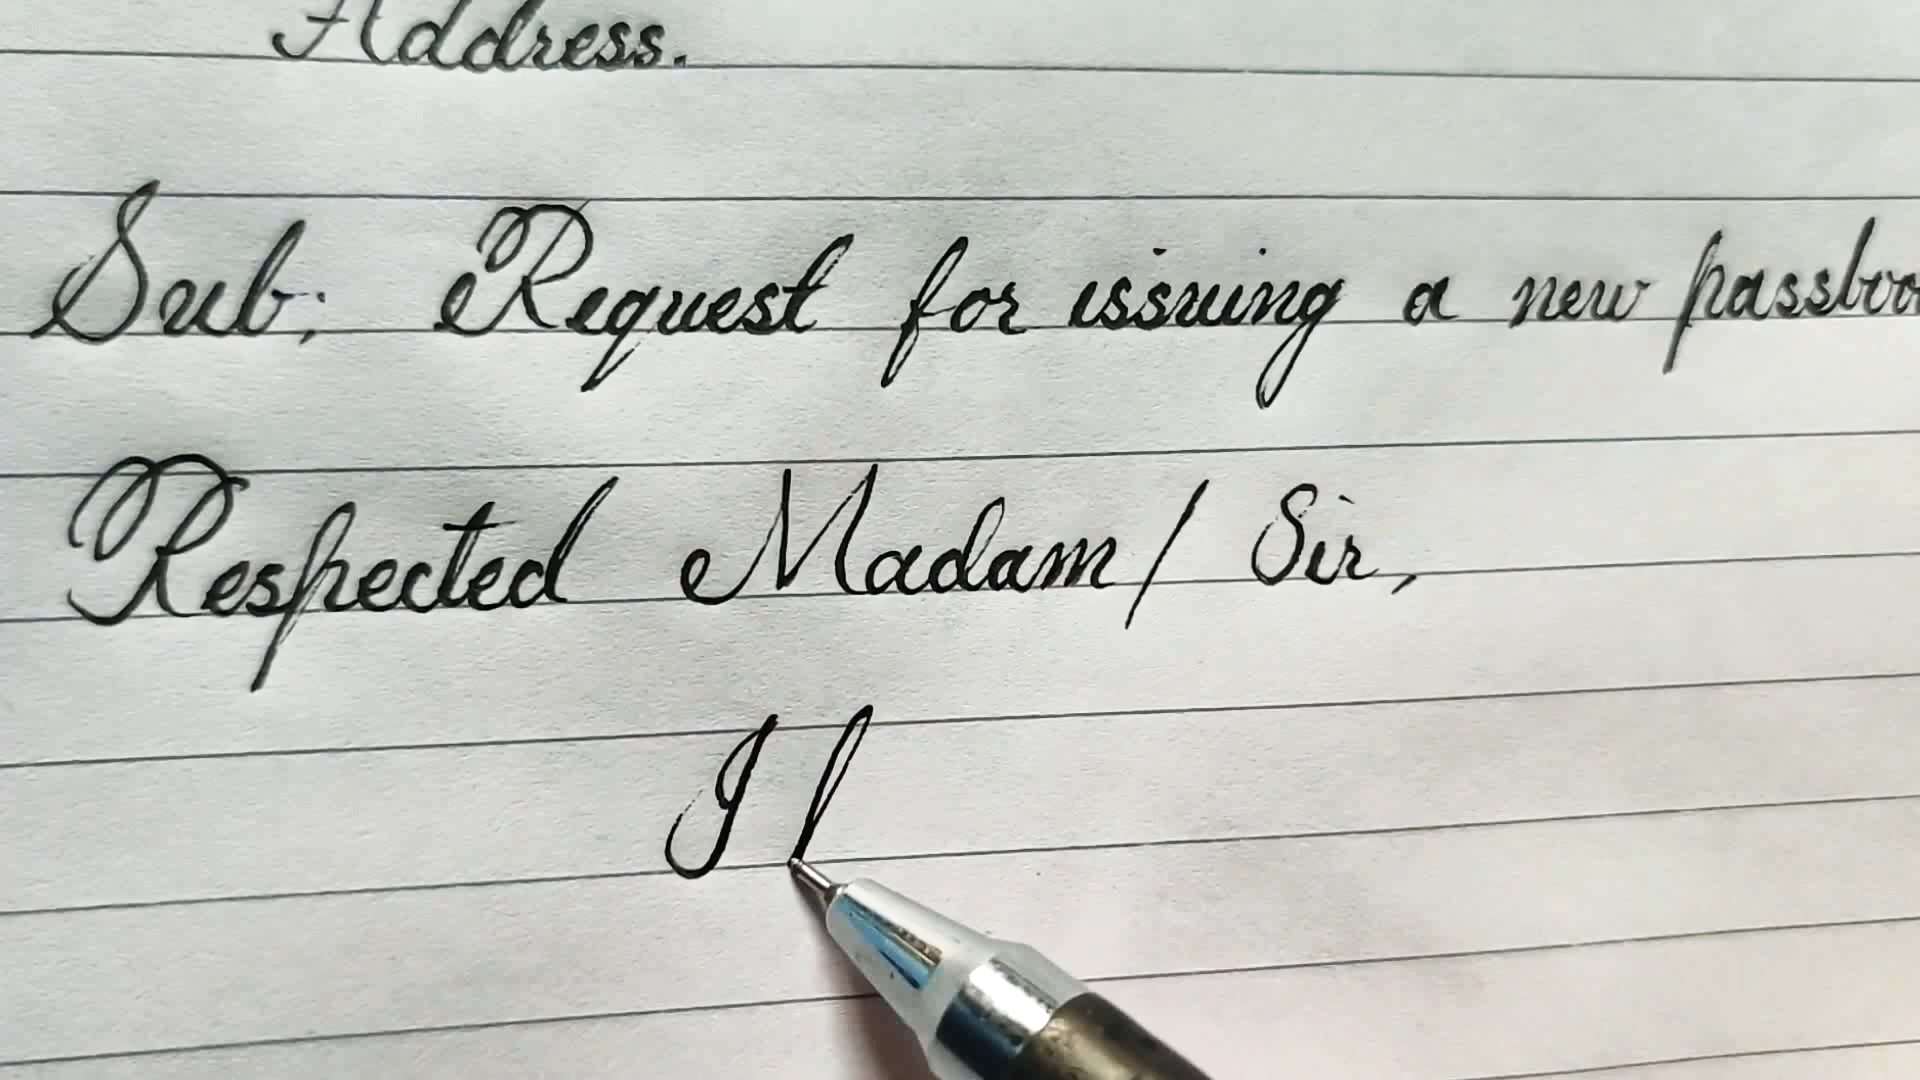 Address.
Sub: Request for issuing a new passboo
Respected Madam/ Sir,
I